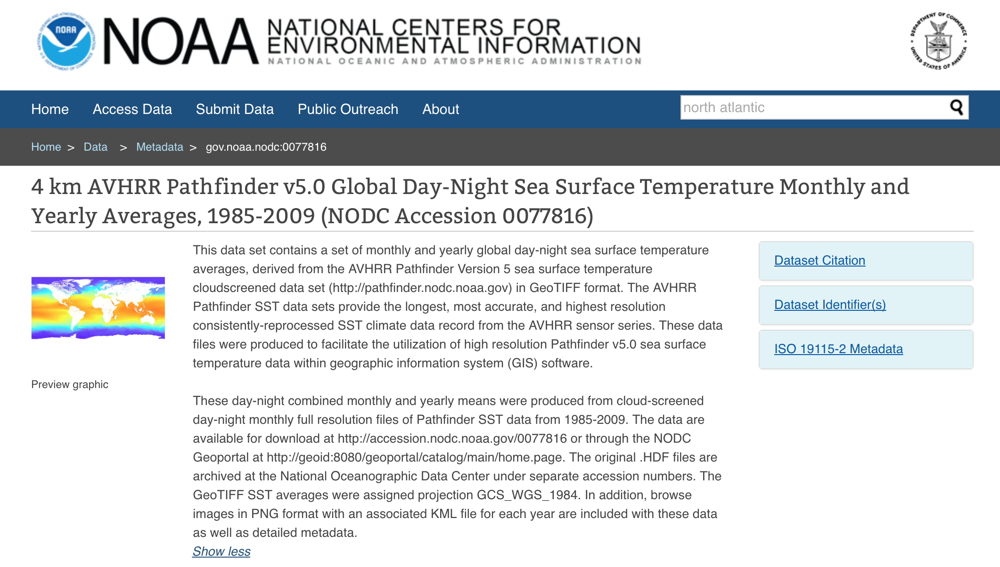 NOAA
NATIONAL OCEANIC AND ATMOSPHERIC ADMINISTRATION
U.S. DEPARTMENT OF COMMERCE
NOAA
NATIONAL CENTERS FOR
ENVIRONMENTAL INFORMATION
NATIONAL OCEANIC AND ATMOSPHERIC ADMINISTRATION
DEPARTMENT OF COMMERCE
UNITED STATES OF AMERICA
Home Access Data Submit Data Public Outreach About north atlantic
Home > Data > Metadata > gov.noaa.nodc:0077816
4 km AVHRR Pathfinder v5.0 Global Day-Night Sea Surface Temperature Monthly and
Yearly Averages, 1985-2009 (NODC Accession 0077816)
Preview graphic
This data set contains a set of monthly and yearly global day-night sea surface temperature
averages, derived from the AVHRR Pathfinder Version 5 sea surface temperature
cloudscreened data set (http://pathfinder.nodc.noaa.gov) in GeoTIFF format. The AVHRR
Pathfinder SST data sets provide the longest, most accurate, and highest resolution
consistently-reprocessed SST climate data record from the AVHRR sensor series. These data
files were produced to facilitate the utilization of high resolution Pathfinder v5.0 sea surface
temperature data within geographic information system (GIS) software.
These day-night combined monthly and yearly means were produced from cloud-screened
day-night monthly full resolution files of Pathfinder SST data from 1985-2009. The data are
available for download at http://accession.nodc.noaa.gov/0077816 or through the NODC
Geoportal at http://geoid:8080/geoportal/catalog/main/home.page. The original .HDF files are
archived at the National Oceanographic Data Center under separate accession numbers. The
GeoTIFF SST averages were assigned projection GCS_WGS_1984. In addition, browse
images in PNG format with an associated KML file for each year are included with these data
as well as detailed metadata.
Show less
Dataset Citation
Dataset Identifier(s)
ISO 19115-2 Metadata